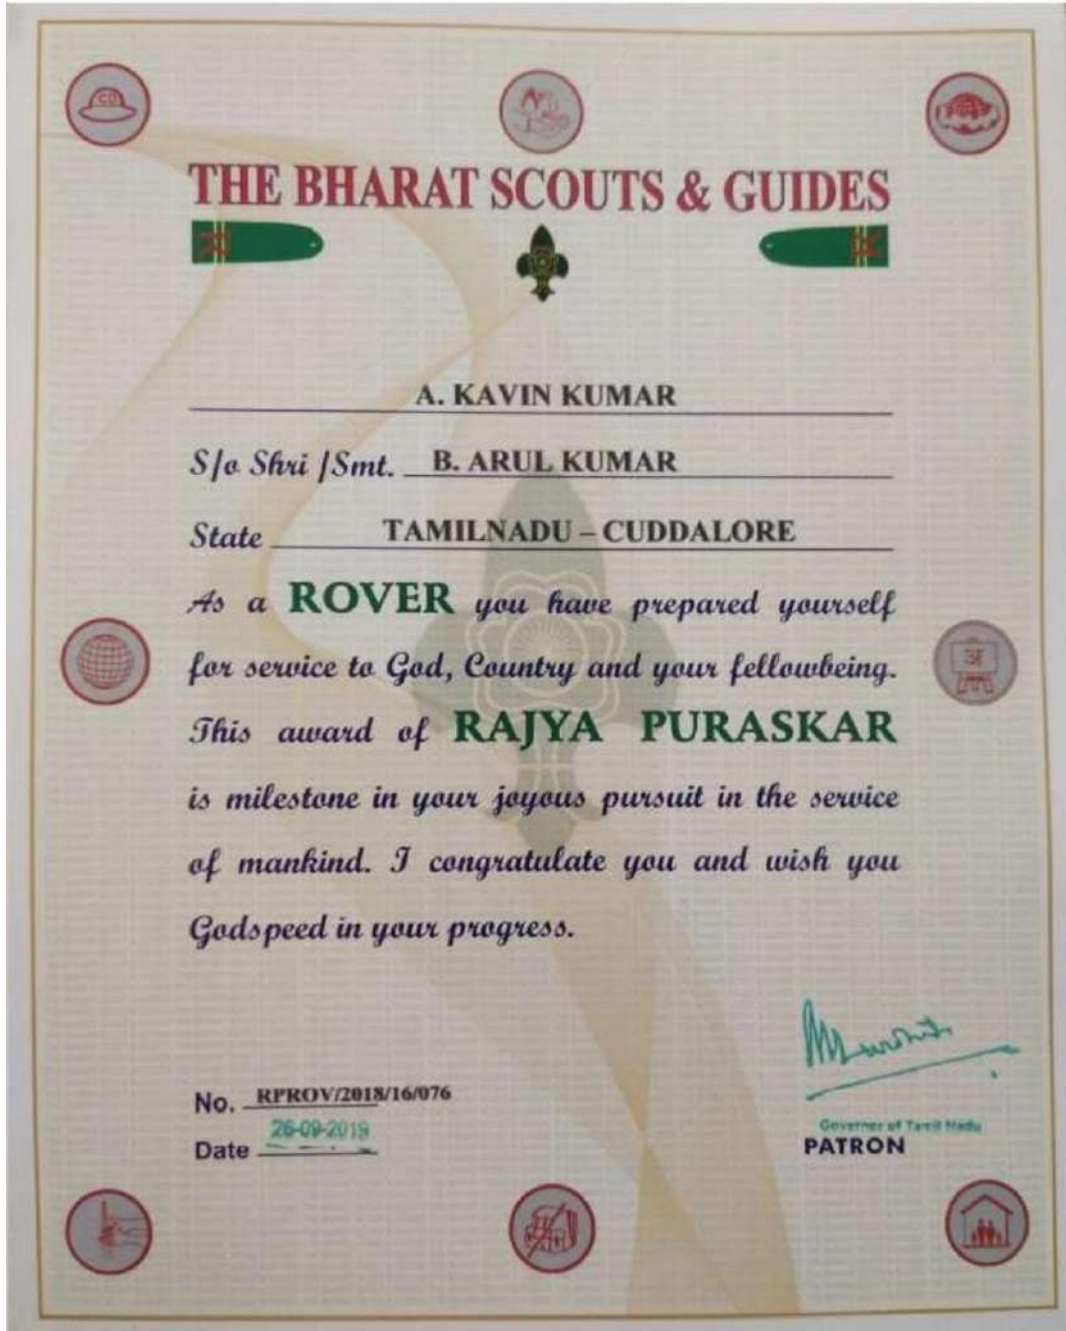 CD
THE BHARAT SCOUTS & GUIDES
A. KAVIN KUMAR
S/o Shri /Smt. B. ARUL KUMAR
State TAMILNADU – CUDDALORE
As a ROVER you have prepared yourself
for service to God, Country and your fellowbeing.
अ
This award of RAJYA PURASKAR
is milestone in your joyous pursuit in the service
of mankind. I congratulate you and wish you
Godspeed in your progress.
No. RPROV/2018/16/076
Date 26-09-2019
Governor of Tamil Nadu
PATRON